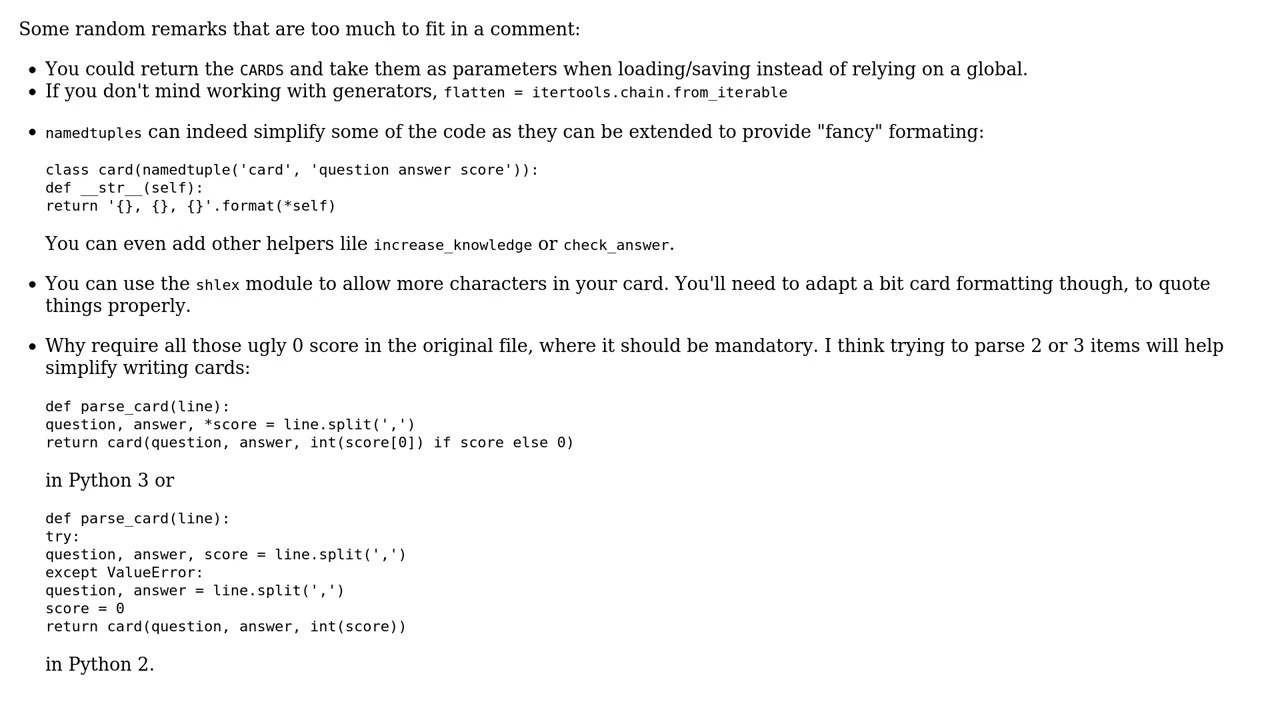 Some random remarks that are too much to fit in a comment:
• You could return the CARDS and take them as parameters when loading/saving instead of relying on a global.
• If you don't mind working with generators, flatten = itertools.chain.from_iterable
• namedtuples can indeed simplify some of the code as they can be extended to provide "fancy" formating:
class card(namedtuple('card', 'question answer score')):
def __str__(self):
return '{}, {}, {}'.format(*self)
You can even add other helpers lile increase_knowledge or check_answer.
• You can use the shlex module to allow more characters in your card. You'll need to adapt a bit card formatting though, to quote
things properly.
• Why require all those ugly 0 score in the original file, where it should be mandatory. I think trying to parse 2 or 3 items will help
simplify writing cards:
def parse_card(line):
question, answer, *score = line.split(',')
return card(question, answer, int(score[0]) if score else 0)
in Python 3 or
def parse_card(line):
try:
question, answer, score = line.split(',')
except ValueError:
question, answer = line.split(',')
score = 0
return card(question, answer, int(score))
in Python 2.